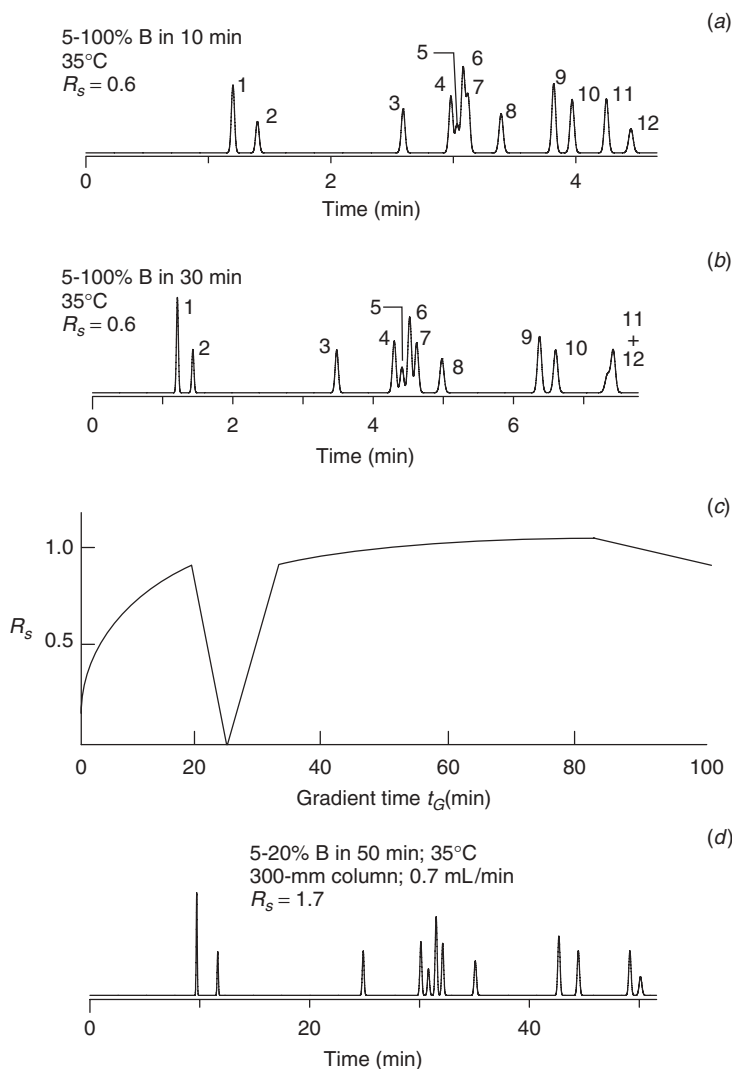 (a)
5-100% B in 10 min
35°C
Rs = 0.6
1
2
3
4
5
6
7
8
9
10
11
12
0 2 4
Time (min)
(b)
5-100% B in 30 min
35°C
Rs = 0.6
1
2
3
4
5
6
7
8
9
10
11
+
12
0 2 4 6
Time (min)
(c)
1.0
Rs
0.5
0 20 40 60 80 100
Gradient time tG(min)
(d)
5-20% B in 50 min; 35°C
300-mm column; 0.7 mL/min
Rs = 1.7
0 20 40
Time (min)